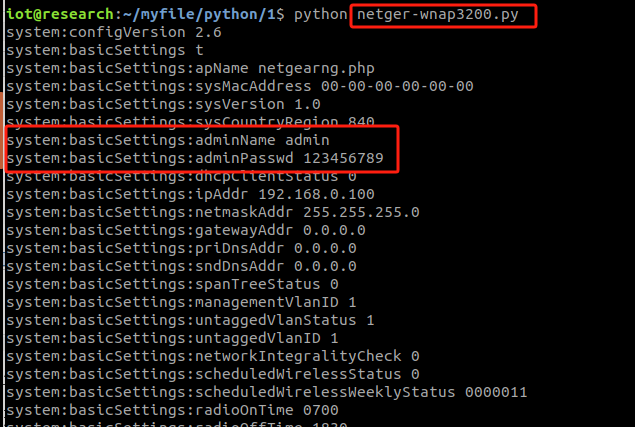 iot@research:~/myfile/python/1$ python netger-wnap3200.py
system:configVersion 2.6
system:basicSettings t
system:basicSettings:apName netgearng.php
system:basicSettings:sysMacAddress 00-00-00-00-00-00
system:basicSettings:sysVersion 1.0
system:basicSettings:sysCountryRegion 840
system:basicSettings:adminName admin
system:basicSettings:adminPasswd 123456789
system:basicSettings:dhcpClientStatus 0
system:basicSettings:ipAddr 192.168.0.100
system:basicSettings:netmaskAddr 255.255.255.0
system:basicSettings:gatewayAddr 0.0.0.0
system:basicSettings:priDnsAddr 0.0.0.0
system:basicSettings:sndDnsAddr 0.0.0.0
system:basicSettings:spanTreeStatus 0
system:basicSettings:managementVlanID 1
system:basicSettings:untaggedVlanStatus 1
system:basicSettings:untaggedVlanID 1
system:basicSettings:networkIntegralityCheck 0
system:basicSettings:scheduledWirelessStatus 0
system:basicSettings:scheduledWirelessWeeklyStatus 0000011
system:basicSettings:radioOnTime 0700
system:basicSettings:radioOffTime 1830